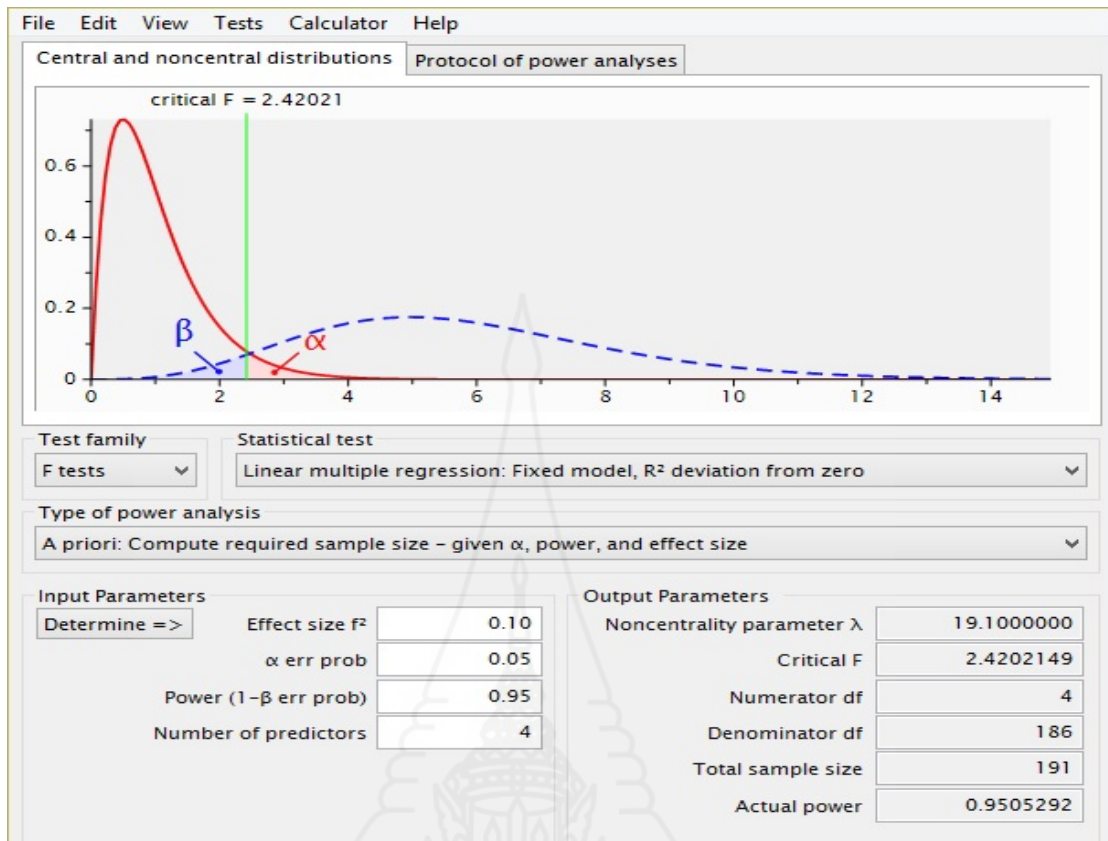 File Edit View Tests Calculator Help
Central and noncentral distributions Protocol of power analyses
critical F = 2.42021
0.6
0.4
0.2
0
β
α
0 2 4 6 8 10 12 14
Test family Statistical test
F tests Linear multiple regression: Fixed model, R² deviation from zero
Type of power analysis
A priori: Compute required sample size – given α, power, and effect size
Input Parameters Output Parameters
Determine => Effect size f² 0.10 Noncentrality parameter λ 19.1000000
α err prob 0.05 Critical F 2.4202149
Power (1-β err prob) 0.95 Numerator df 4
Number of predictors 4 Denominator df 186
Total sample size 191
Actual power 0.9505292